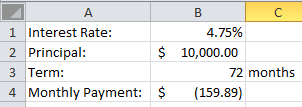 A B C
1 Interest Rate: 4.75%
2 Principal: $ 10,000.00
3 Term: 72 months
4 Monthly Payment: $ (159.89)